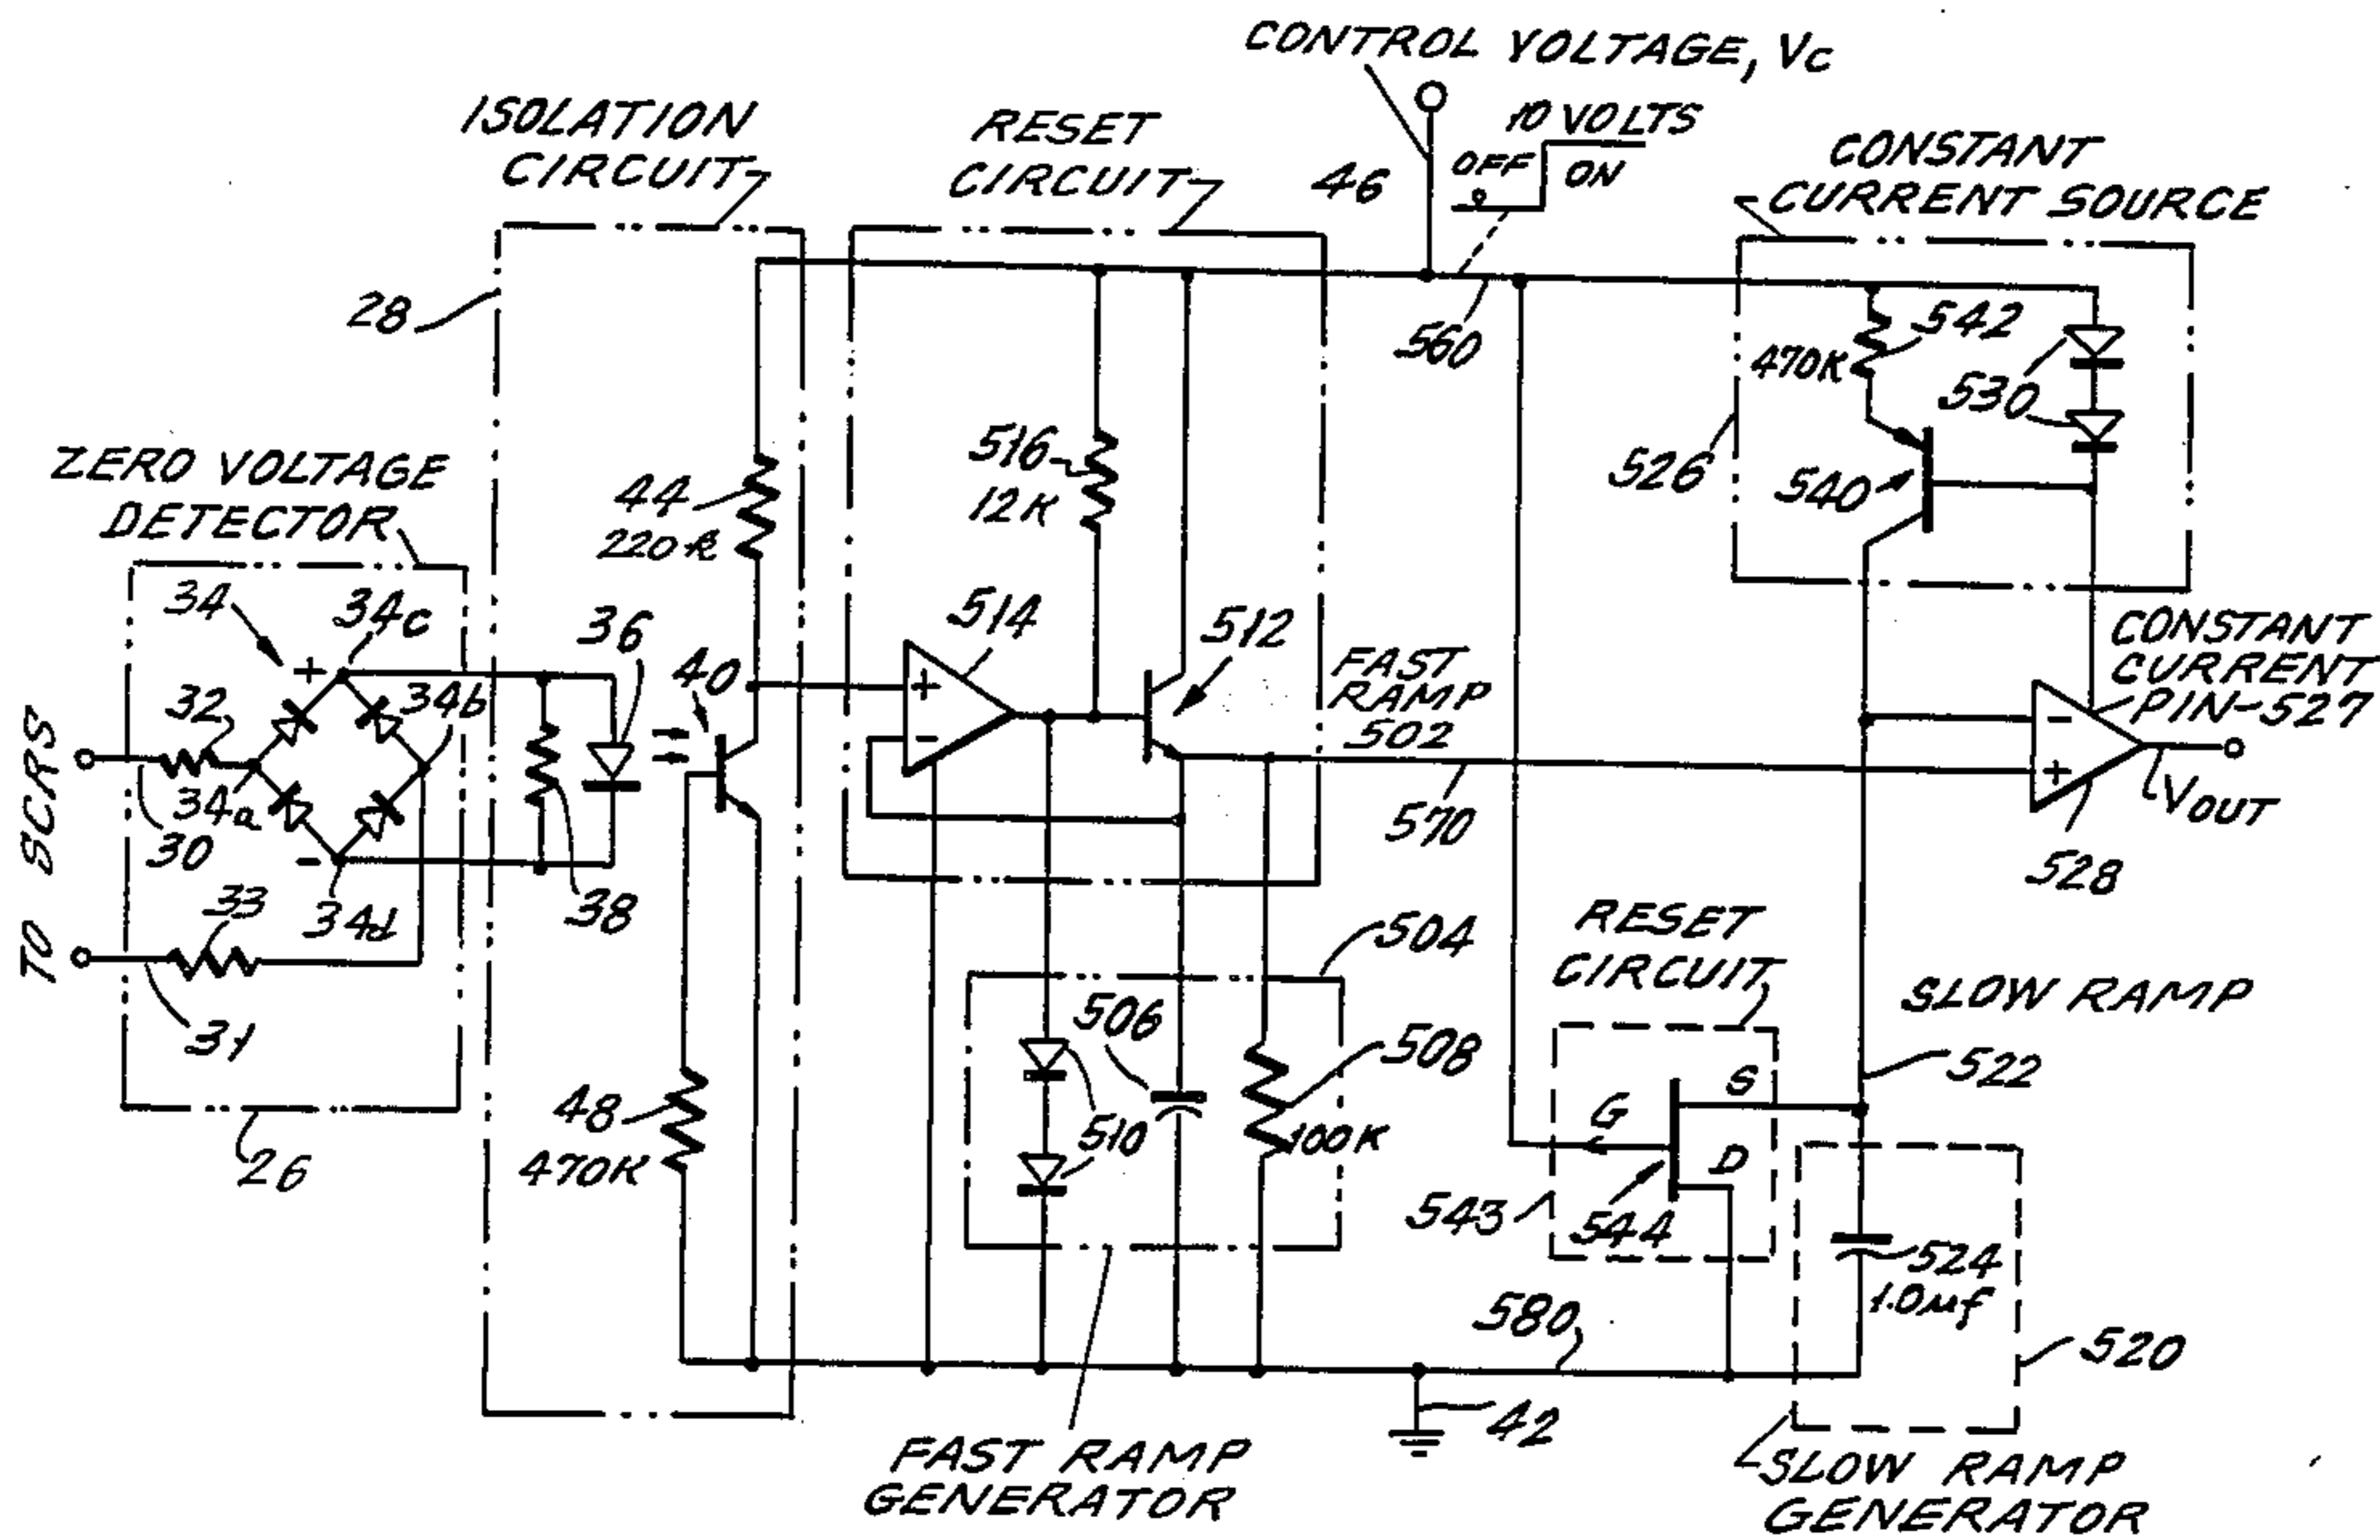 CONTROL VOLTAGE, VC
10 VOLTS
OFF
ON
46
ISOLATION
CIRCUIT
RESET
CIRCUIT
CONSTANT
CURRENT SOURCE
28
560
542
470K
530
526
540
516
12K
44
220K
ZERO VOLTAGE
DETECTOR
34
34c
+
36
40
514
+
-
512
FAST
RAMP
502
CONSTANT
CURRENT
PIN-527
-
+
VOUT
528
TO SCRS
32
34b
34a
30
-
38
33
34d
31
26
570
504
506
508
510
100K
48
470K
RESET
CIRCUIT
SLOW RAMP
522
G
S
D
543
544
524
1.0µf
580
520
42
FAST RAMP
GENERATOR
SLOW RAMP
GENERATOR